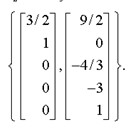 { [ 3/2  [ 9/2
1  0
0 , -4/3
0  -3
0 ]  1 ] }.